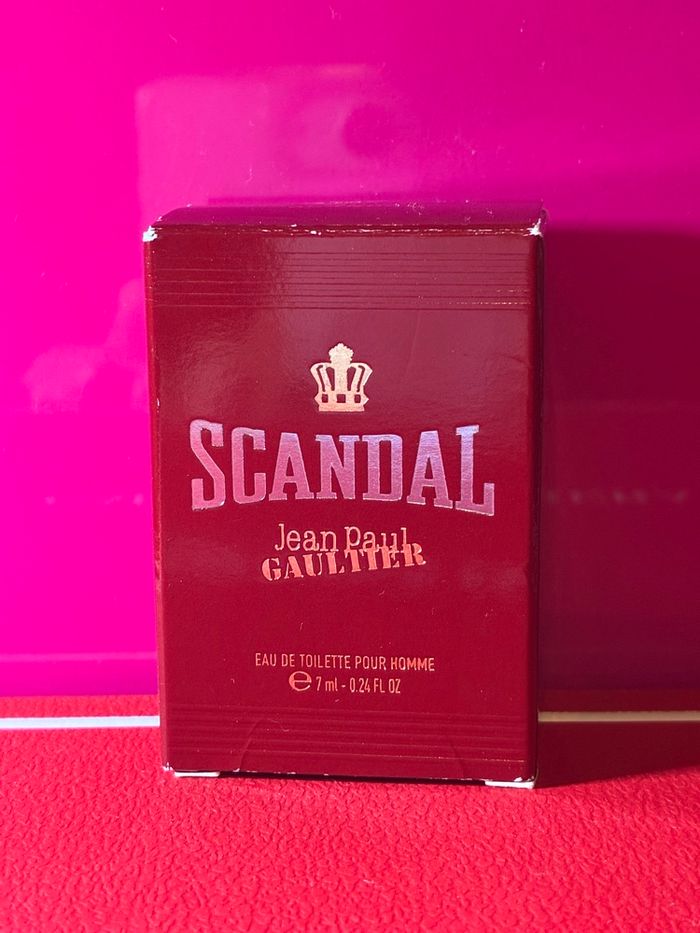 SCANDAL
Jean Paul
GAULTIER
EAU DE TOILETTE POUR HOMME
℮ 7 ml - 0.24 FL OZ